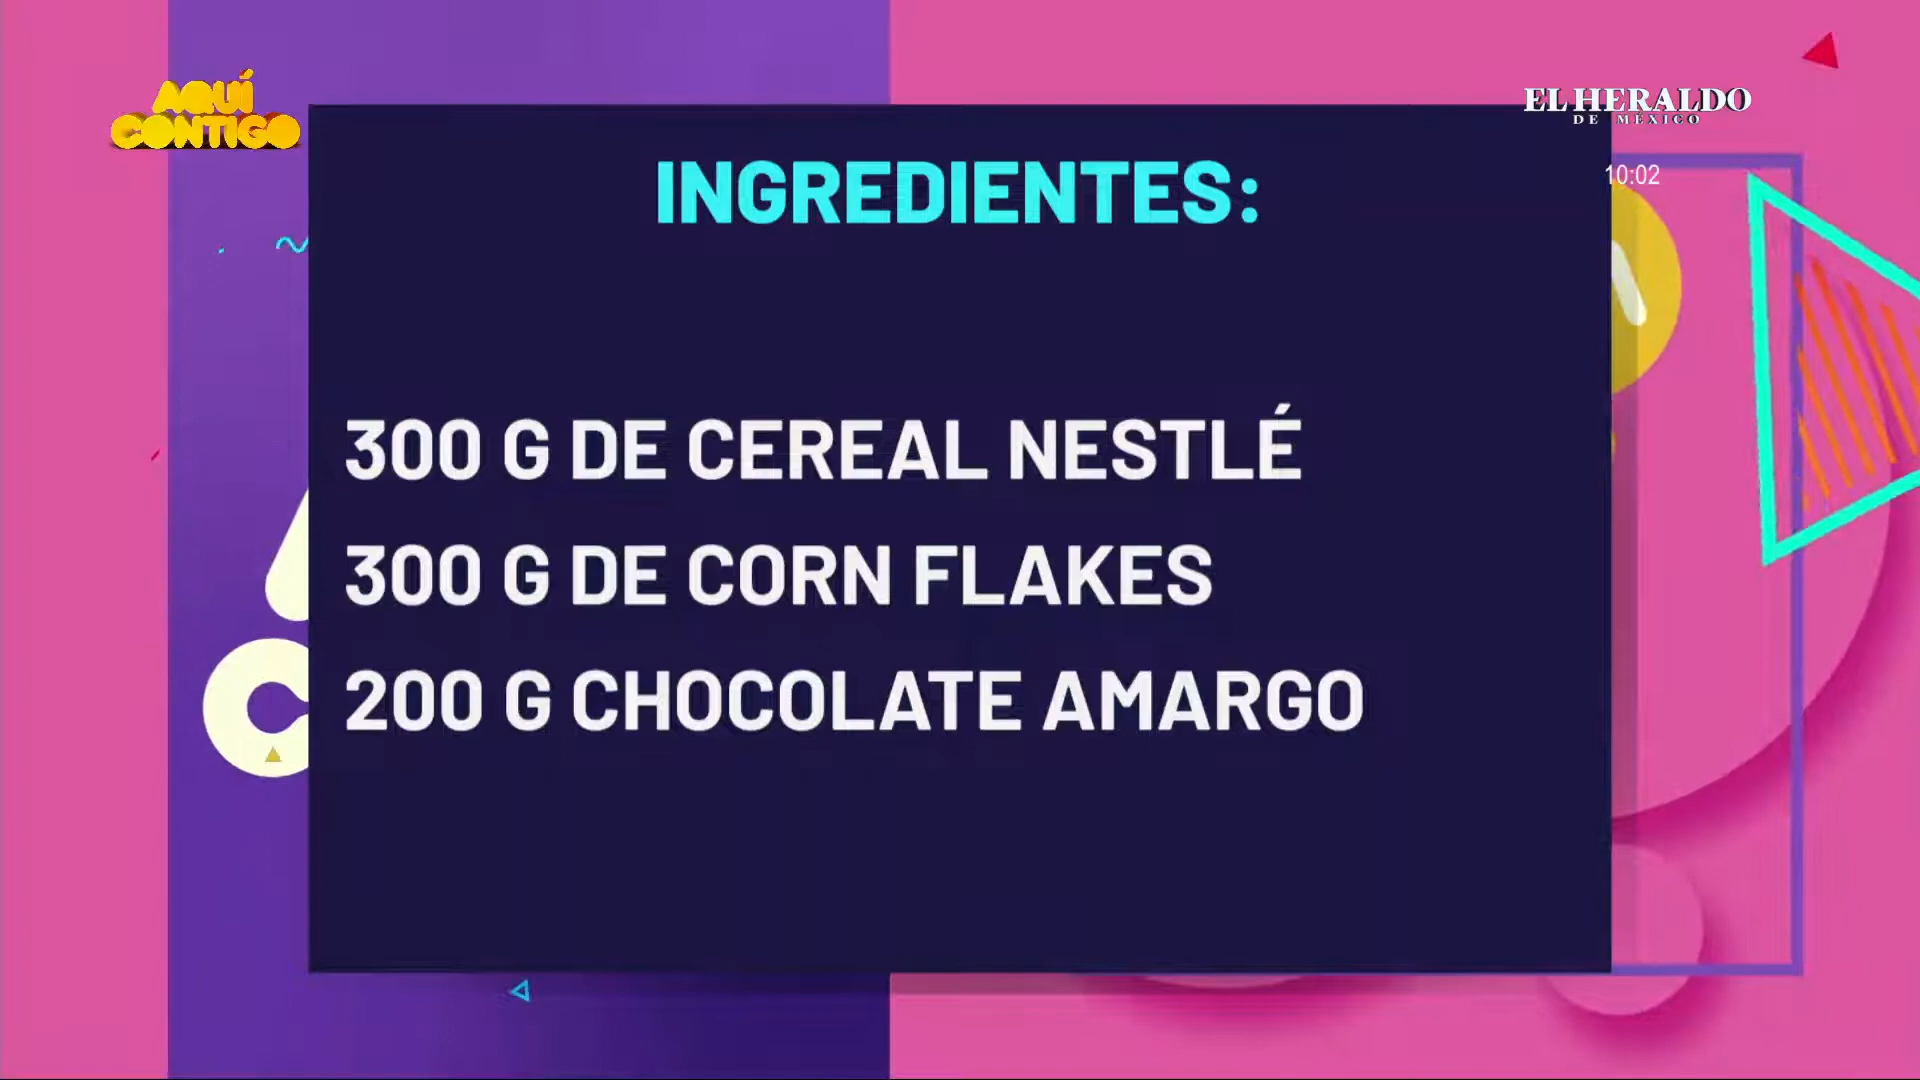 AQUÍ
CONTIGO
EL HERALDO
DE MÉXICO
10:02
INGREDIENTES:
300 G DE CEREAL NESTLÉ
300 G DE CORN FLAKES
200 G CHOCOLATE AMARGO